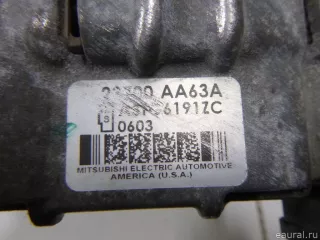 AA63A
6191ZC
S
0603
MITSUBISHI ELECTRIC AUTOMOTIVE
AMERICA (U.S.A.)
© eaural.ru